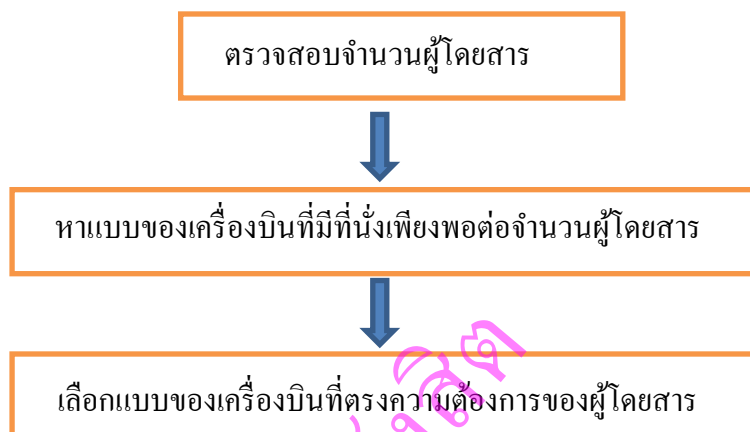 ตรวจสอบจำนวนผู้โดยสาร
หาแบบของเครื่องบินที่มีที่นั่งเพียงพอต่อจำนวนผู้โดยสาร
เลือกแบบของเครื่องบินที่ตรงความต้องการของผู้โดยสาร